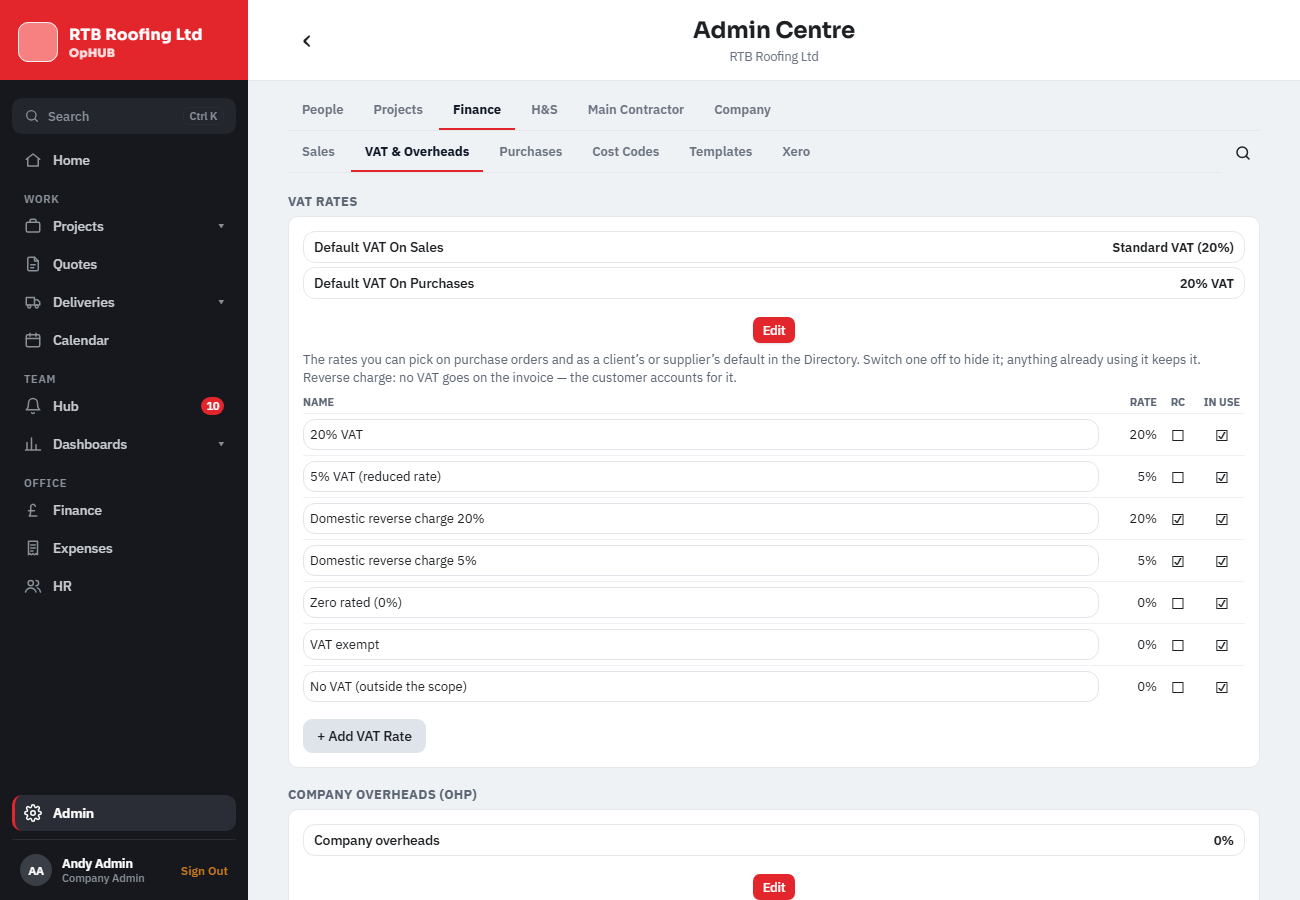 RTB Roofing Ltd
OpHUB
Search Ctrl K
Home
WORK
Projects
Quotes
Deliveries
Calendar
TEAM
Hub 10
Dashboards
OFFICE
Finance
Expenses
HR
Admin
AA
Andy Admin
Company Admin
Sign Out
Admin Centre
RTB Roofing Ltd
People Projects Finance H&S Main Contractor Company
Sales VAT & Overheads Purchases Cost Codes Templates Xero
VAT RATES
Default VAT On Sales Standard VAT (20%)
Default VAT On Purchases 20% VAT
Edit
The rates you can pick on purchase orders and as a client’s or supplier’s default in the Directory. Switch one off to hide it; anything already using it keeps it.
Reverse charge: no VAT goes on the invoice — the customer accounts for it.
NAME RATE RC IN USE
20% VAT 20%
5% VAT (reduced rate) 5%
Domestic reverse charge 20% 20%
Domestic reverse charge 5% 5%
Zero rated (0%) 0%
VAT exempt 0%
No VAT (outside the scope) 0%
+ Add VAT Rate
COMPANY OVERHEADS (OHP)
Company overheads 0%
Edit